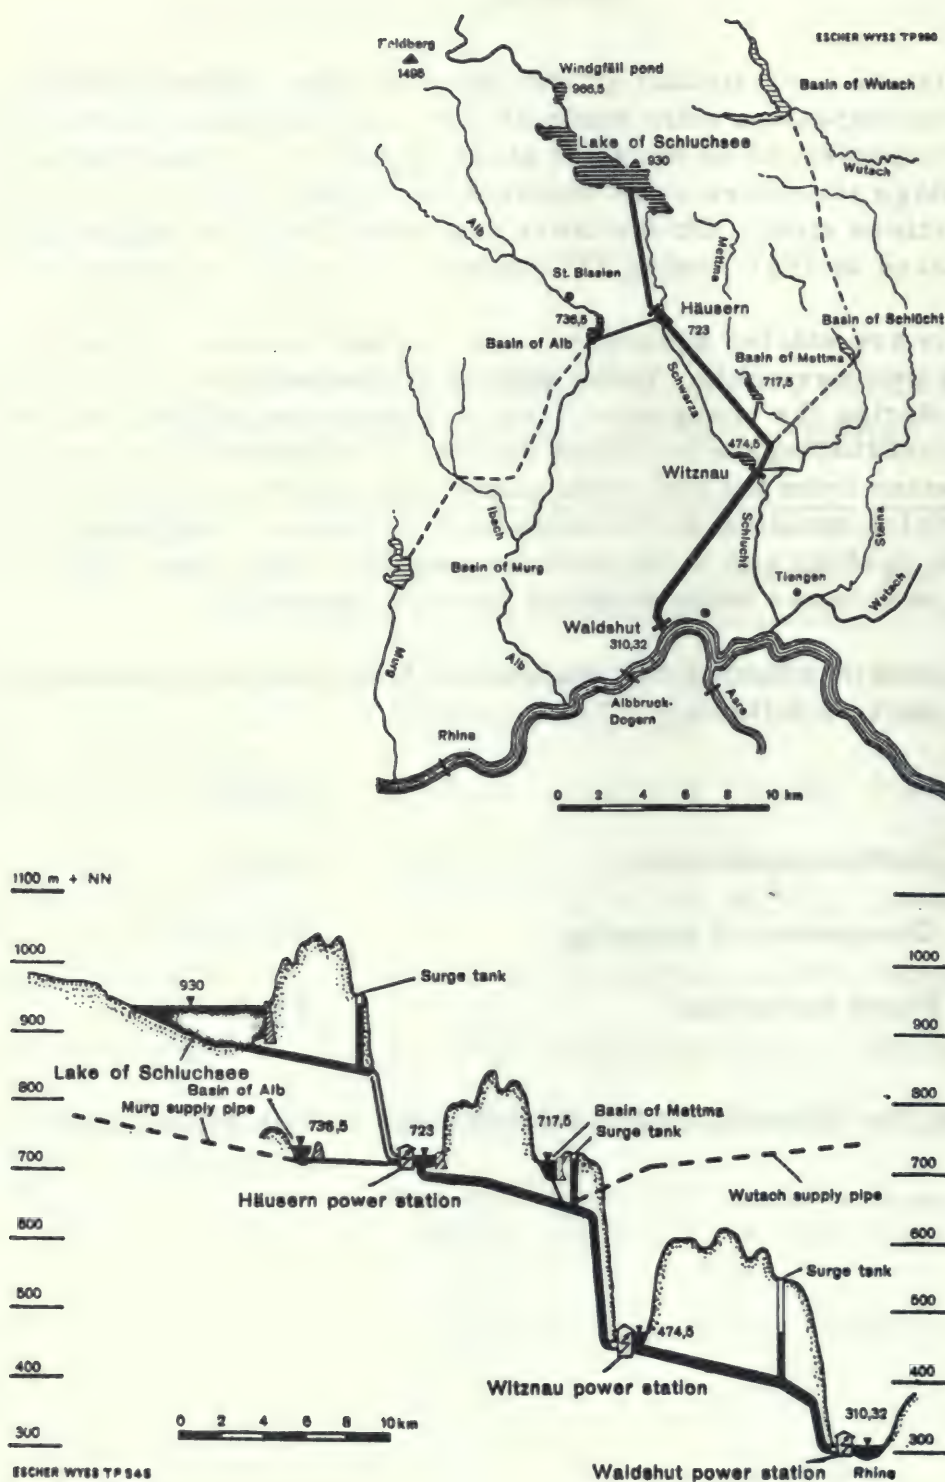 ESCHER WYSS TP 980
Feldberg
1495
Windgfäll pond
966,5
Basin of Wutach
Lake of Schluchsee
930
Wutach
Alb
Mettma
St. Blasien
736,5
Häusern
723
Basin of Schlücht
Basin of Alb
Basin of Mettma
717,5
Schwarza
474,5
Witznau
Ibach
Schlucht
Steina
Basin of Murg
Tiengen
Wutach
Waldshut
310,32
Murg
Alb
Albbruck-
Dogern
Aare
Rhine
0 2 4 6 8 10 km
1100 m + NN
1000
1000
Surge tank
930
900
900
Lake of Schluchsee
800
800
Basin of Alb
Murg supply pipe
736,5
723
717,5
Basin of Mettma
Surge tank
700
700
Häusern power station
Wutach supply pipe
600
600
Surge tank
500
500
474,5
400
400
Witznau power station
0 2 4 6 8 10km
310,32
300
300
ESCHER WYSS TP 545
Waldshut power station
Rhine